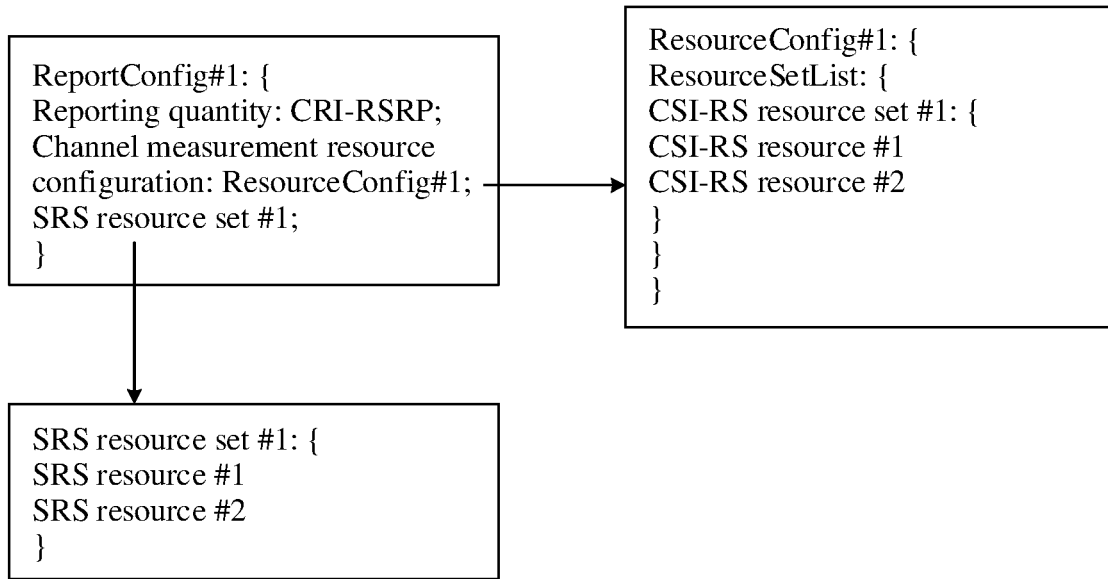 ReportConfig#1: {
Reporting quantity: CRI-RSRP;
Channel measurement resource
configuration: ResourceConfig#1;
SRS resource set #1;
}
ResourceConfig#1: {
ResourceSetList: {
CSI-RS resource set #1: {
CSI-RS resource #1
CSI-RS resource #2
}
}
}
SRS resource set #1: {
SRS resource #1
SRS resource #2
}